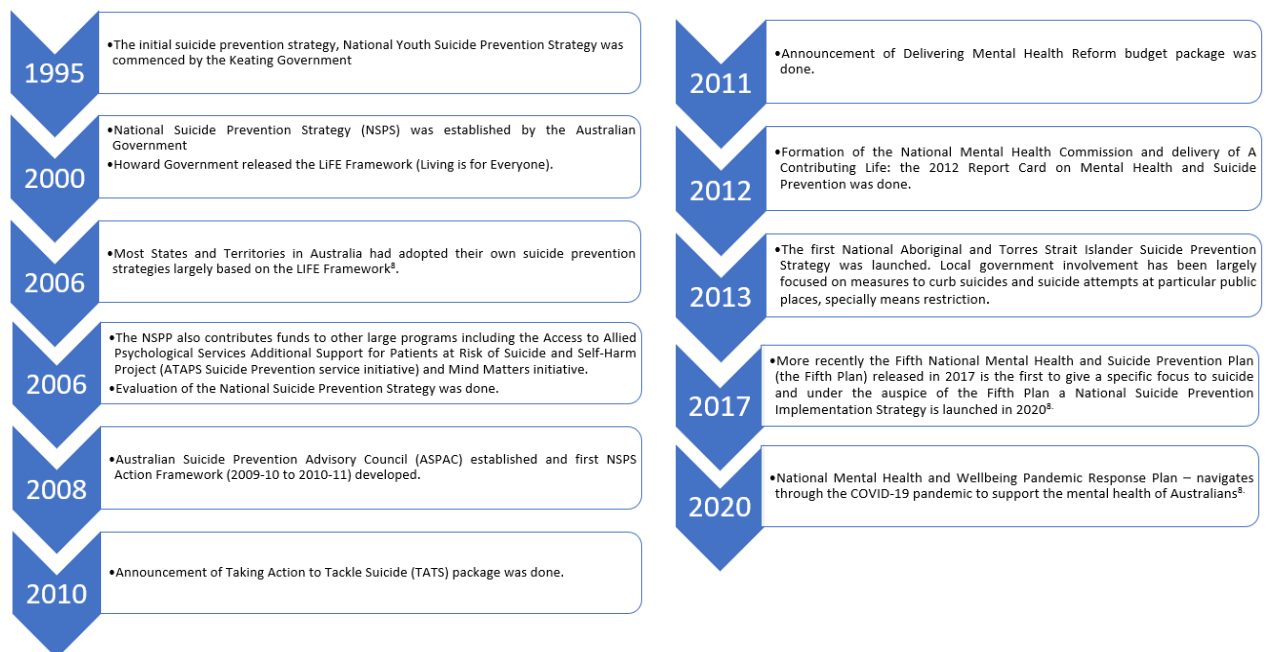 1995
•The initial suicide prevention strategy, National Youth Suicide Prevention Strategy was
commenced by the Keating Government
2000
•National Suicide Prevention Strategy (NSPS) was established by the Australian
Government
•Howard Government released the LiFE Framework (Living is for Everyone).
2006
•Most States and Territories in Australia had adopted their own suicide prevention
strategies largely based on the LIFE Framework⁸.
2006
•The NSPP also contributes funds to other large programs including the Access to Allied
Psychological Services Additional Support for Patients at Risk of Suicide and Self-Harm
Project (ATAPS Suicide Prevention service initiative) and Mind Matters initiative.
•Evaluation of the National Suicide Prevention Strategy was done.
2008
•Australian Suicide Prevention Advisory Council (ASPAC) established and first NSPS
Action Framework (2009-10 to 2010-11) developed.
2010
•Announcement of Taking Action to Tackle Suicide (TATS) package was done.
2011
•Announcement of Delivering Mental Health Reform budget package was
done.
2012
•Formation of the National Mental Health Commission and delivery of A
Contributing Life: the 2012 Report Card on Mental Health and Suicide
Prevention was done.
2013
•The first National Aboriginal and Torres Strait Islander Suicide Prevention
Strategy was launched. Local government involvement has been largely
focused on measures to curb suicides and suicide attempts at particular public
places, specially means restriction.
2017
•More recently the Fifth National Mental Health and Suicide Prevention Plan
(the Fifth Plan) released in 2017 is the first to give a specific focus to suicide
and under the auspice of the Fifth Plan a National Suicide Prevention
Implementation Strategy is launched in 2020⁸.
2020
•National Mental Health and Wellbeing Pandemic Response Plan – navigates
through the COVID-19 pandemic to support the mental health of Australians⁸.